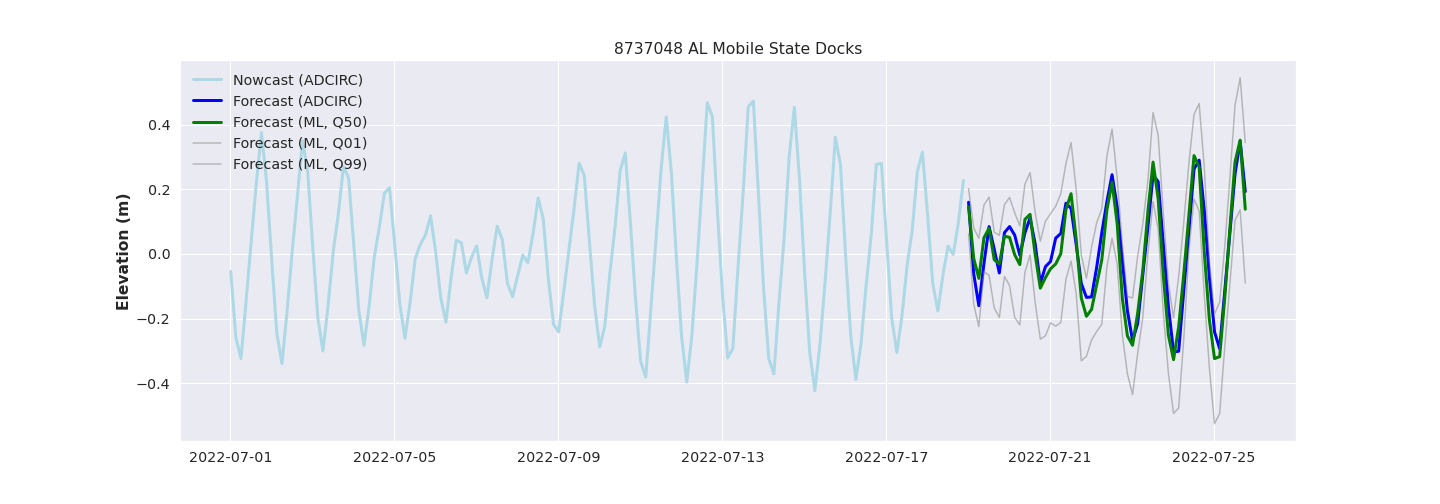 8737048 AL Mobile State Docks
Nowcast (ADCIRC)
Forecast (ADCIRC)
Forecast (ML, Q50)
Forecast (ML, Q01)
Forecast (ML, Q99)
Elevation (m)
0.4
0.2
0.0
−0.2
−0.4
2022-07-01
2022-07-05
2022-07-09
2022-07-13
2022-07-17
2022-07-21
2022-07-25